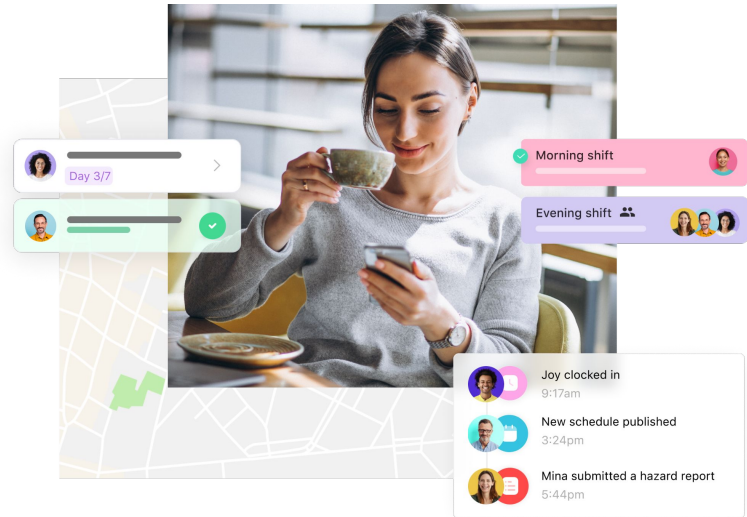 Day 3/7
Morning shift
Evening shift
Joy clocked in
9:17am
New schedule published
3:24pm
Mina submitted a hazard report
5:44pm